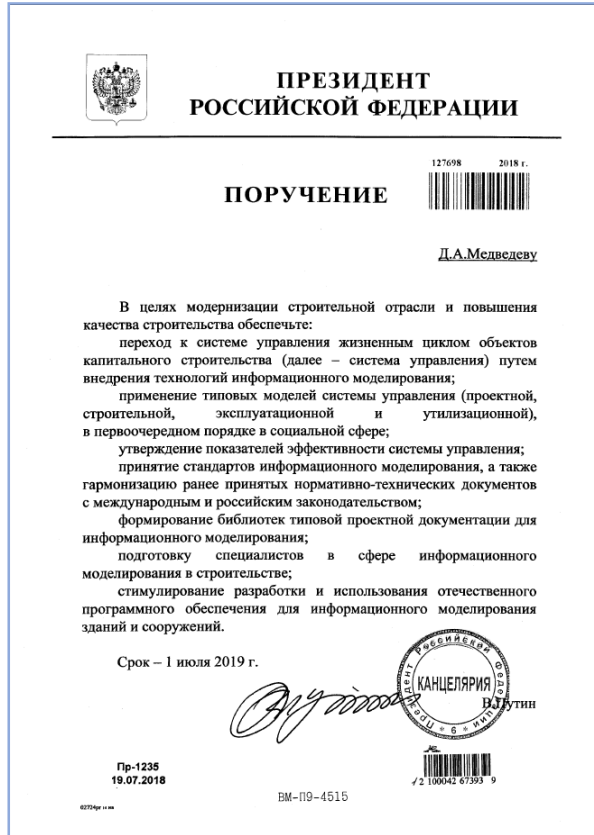 ПРЕЗИДЕНТ
РОССИЙСКОЙ ФЕДЕРАЦИИ
127698 2018 г.
ПОРУЧЕНИЕ
Д.А.Медведеву
В целях модернизации строительной отрасли и повышения
качества строительства обеспечьте:
переход к системе управления жизненным циклом объектов
капитального строительства (далее – система управления) путем
внедрения технологий информационного моделирования;
применение типовых моделей системы управления (проектной,
строительной, эксплуатационной и утилизационной),
в первоочередном порядке в социальной сфере;
утверждение показателей эффективности системы управления;
принятие стандартов информационного моделирования, а также
гармонизацию ранее принятых нормативно-технических документов
с международным и российским законодательством;
формирование библиотек типовой проектной документации для
информационного моделирования;
подготовку специалистов в сфере информационного
моделирования в строительстве;
стимулирование разработки и использования отечественного
программного обеспечения для информационного моделирования
зданий и сооружений.
Срок – 1 июля 2019 г.
Президент Российской Федерации
КАНЦЕЛЯРИЯ
* 6 *
В.Путин
Пр-1235
19.07.2018
2 100042 67393 9
ВМ-П9-4515